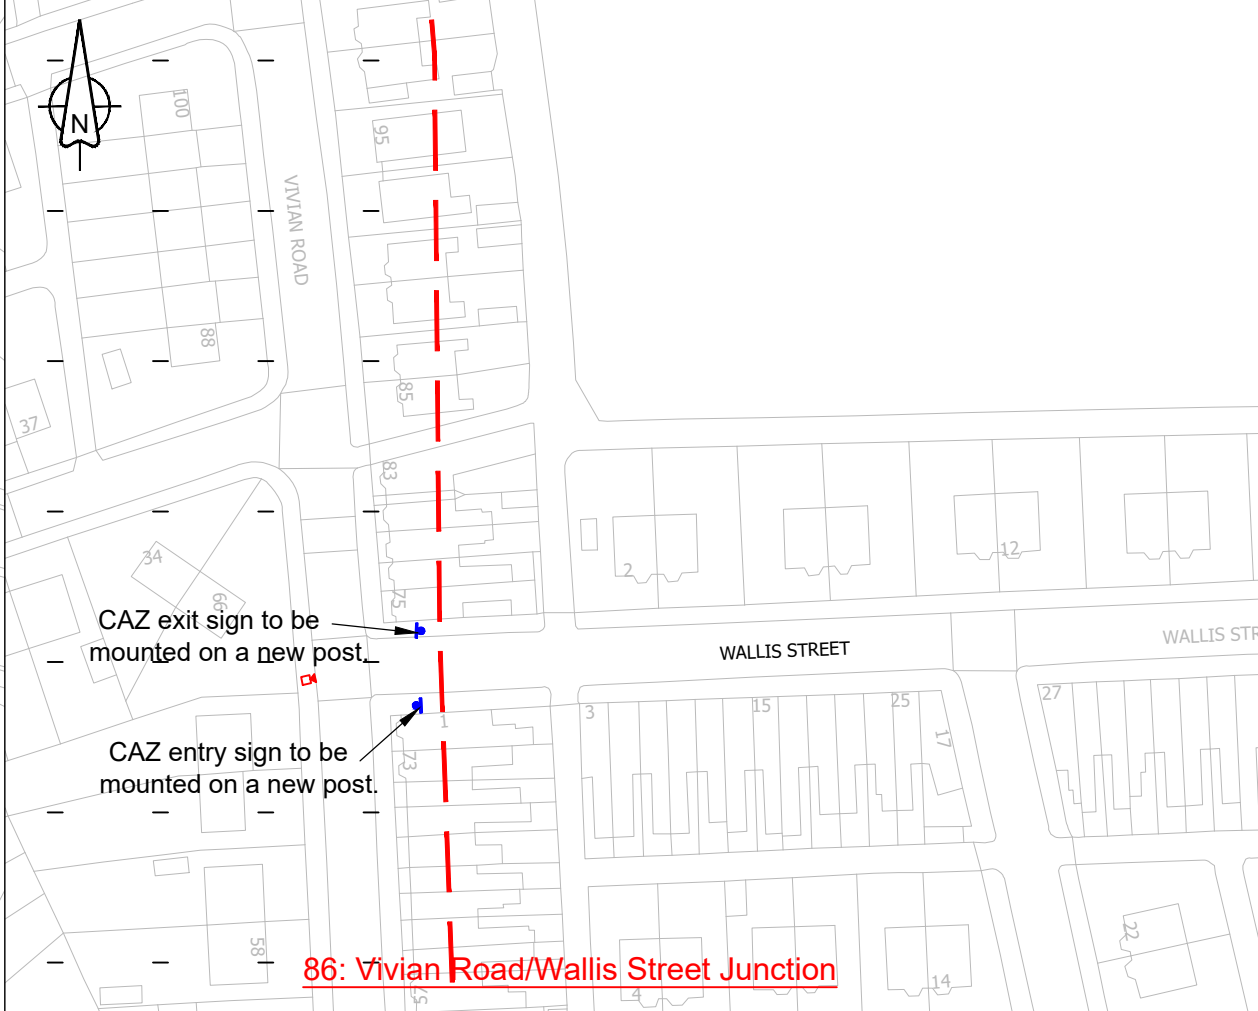 N
100
95
VIVIAN ROAD
88
85
37
83
34
66
75
2
12
CAZ exit sign to be
mounted on a new post.
WALLIS STREET
WALLIS STR
CAZ entry sign to be
mounted on a new post.
1
73
3
15
25
17
27
58
4
14
22
86: Vivian Road/Wallis Street Junction